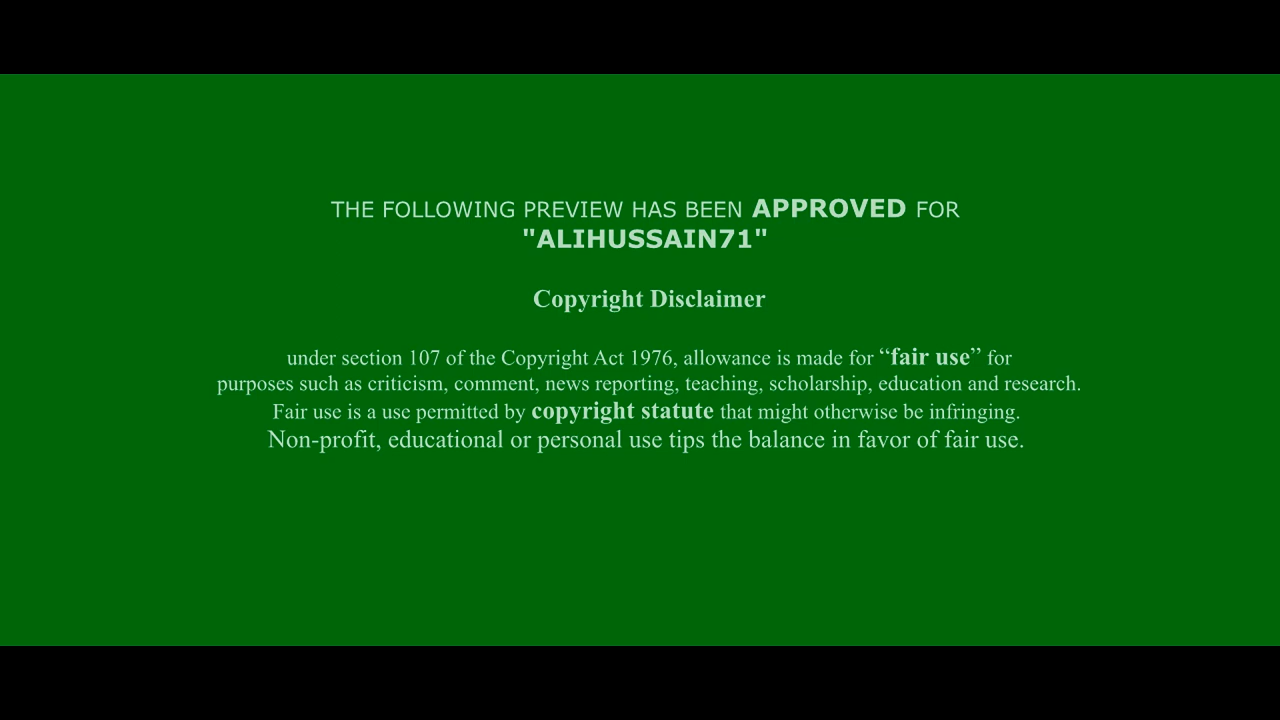 THE FOLLOWING PREVIEW HAS BEEN APPROVED FOR
"ALIHUSSAIN71"
Copyright Disclaimer
under section 107 of the Copyright Act 1976, allowance is made for “fair use” for
purposes such as criticism, comment, news reporting, teaching, scholarship, education and research.
Fair use is a use permitted by copyright statute that might otherwise be infringing.
Non-profit, educational or personal use tips the balance in favor of fair use.